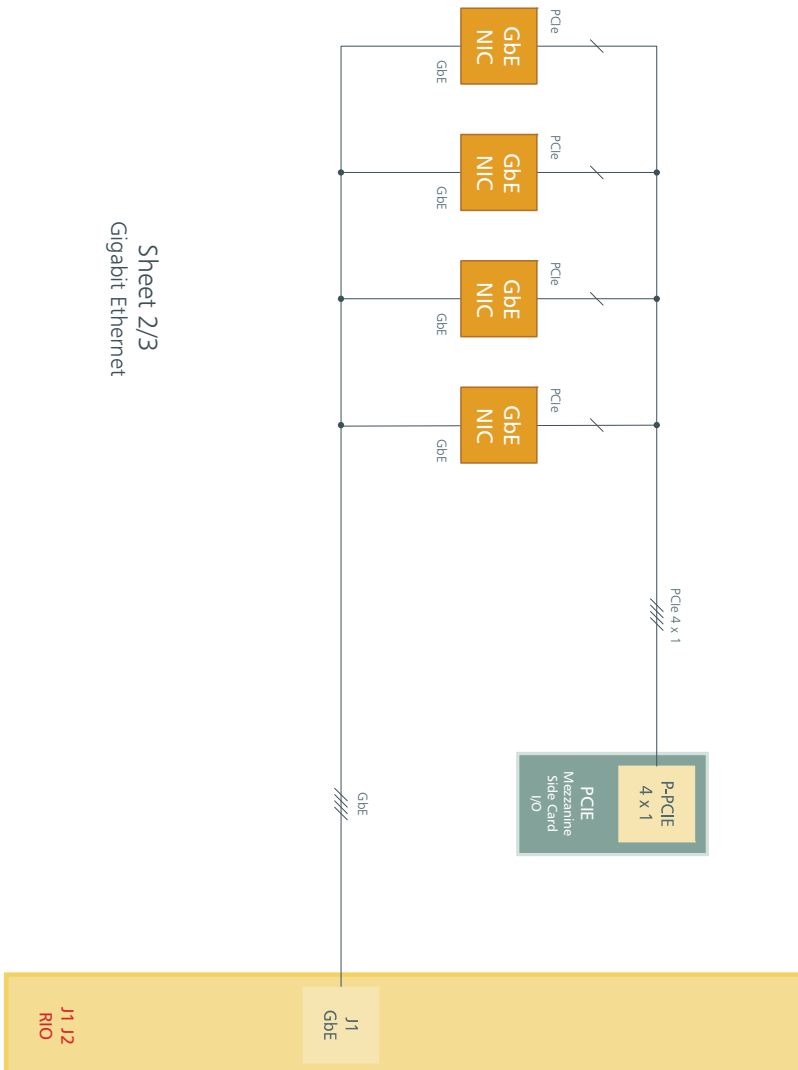 PCIe
GbE
NIC
GbE
PCIe
GbE
NIC
GbE
PCIe
GbE
NIC
GbE
PCIe
GbE
NIC
GbE
Sheet 2/3
Gigabit Ethernet
PCIe 4 x 1
P-PCIE
4 x 1
PCIE
Mezzanine
Side Card
I/O
GbE
J1
GbE
J1 J2
RIO